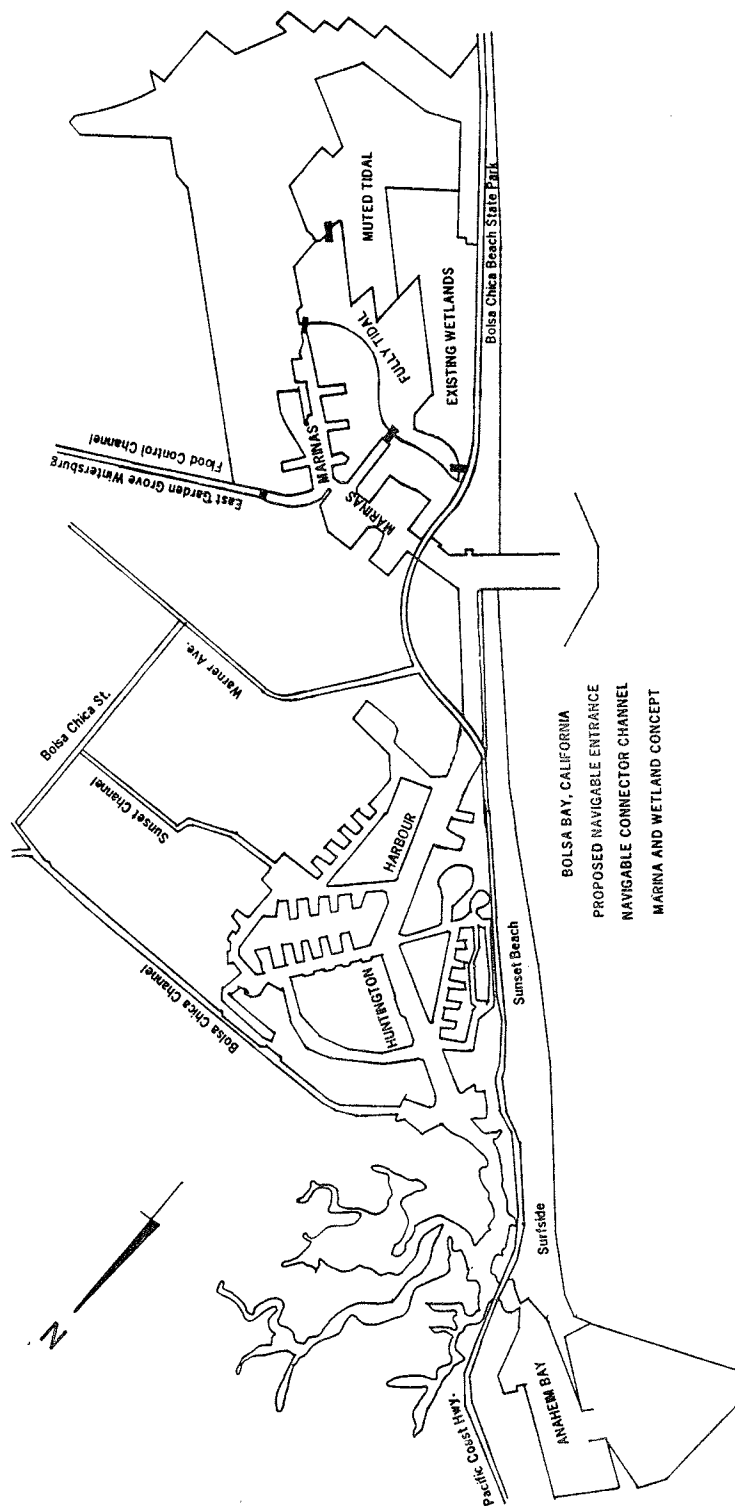 BOLSA BAY, CALIFORNIA
PROPOSED NAVIGABLE ENTRANCE
NAVIGABLE CONNECTOR CHANNEL
MARINA AND WETLAND CONCEPT
N
Pacific Coast Hwy.
ANAHEIM BAY
Surfside
Sunset Beach
Bolsa Chica Channel
HUNTINGTON
HARBOUR
Sunset Channel
Bolsa Chica St.
Warner Ave.
East Garden Grove Wintersburg
Flood Control Channel
MARINAS
MARINAS
FULLY TIDAL
MUTED TIDAL
EXISTING WETLANDS
Bolsa Chica Beach State Park